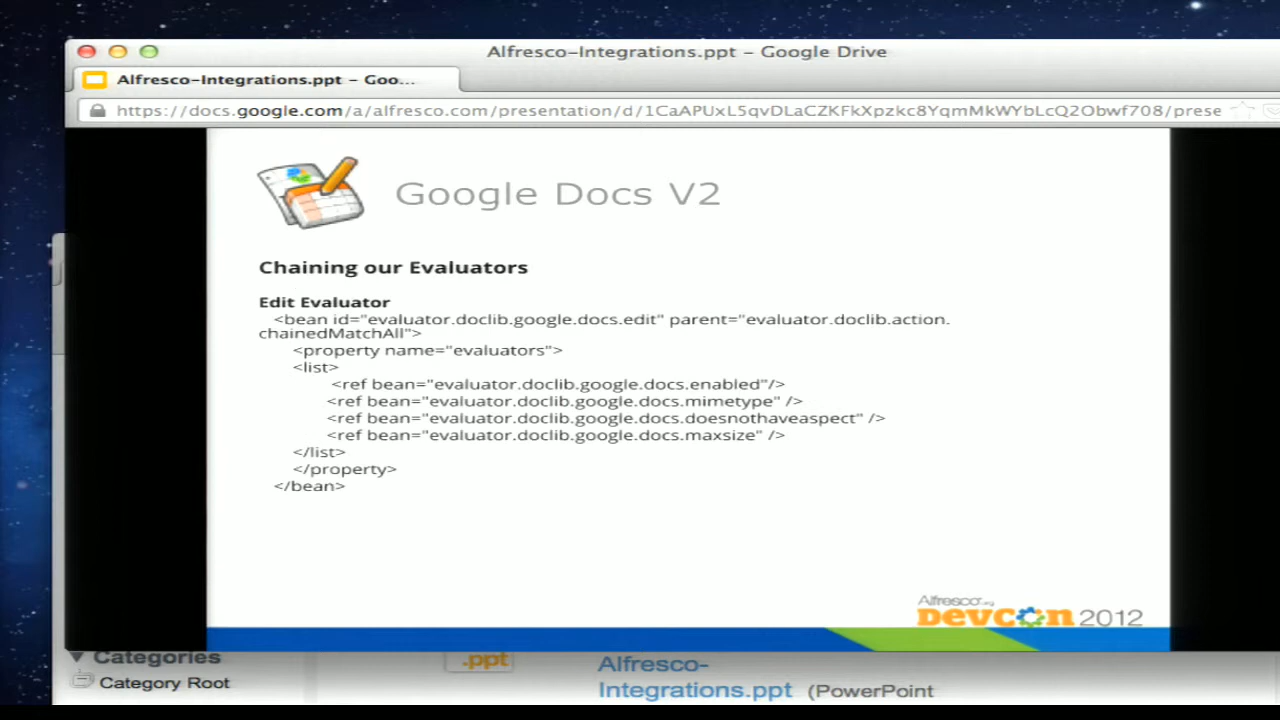 Alfresco-Integrations.ppt - Google Drive
Alfresco-Integrations.ppt - Goo...
https://docs.google.com/a/alfresco.com/presentation/d/1CaAPUxL5qvDLaCZKFkXpzkc8YqmMkWYbLcQ2Obwf708/prese
Google Docs V2
Chaining our Evaluators
Edit Evaluator
<bean id="evaluator.doclib.google.docs.edit" parent="evaluator.doclib.action.
chainedMatchAll">
<property name="evaluators">
<list>
<ref bean="evaluator.doclib.google.docs.enabled"/>
<ref bean="evaluator.doclib.google.docs.mimetype" />
<ref bean="evaluator.doclib.google.docs.doesnothaveaspect" />
<ref bean="evaluator.doclib.google.docs.maxsize" />
</list>
</property>
</bean>
Alfresco
Devcon 2012
Categories
.ppt
Alfresco-
Category Root
Integrations.ppt (PowerPoint